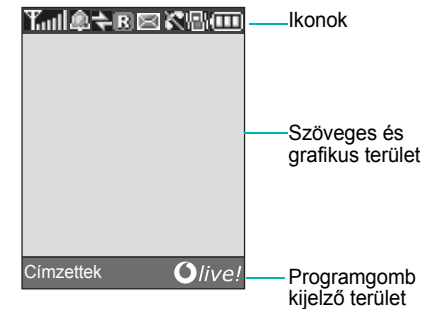 R
Ikonok
Szöveges és
grafikus terület
Címzettek
live!
Programgomb
kijelző terület